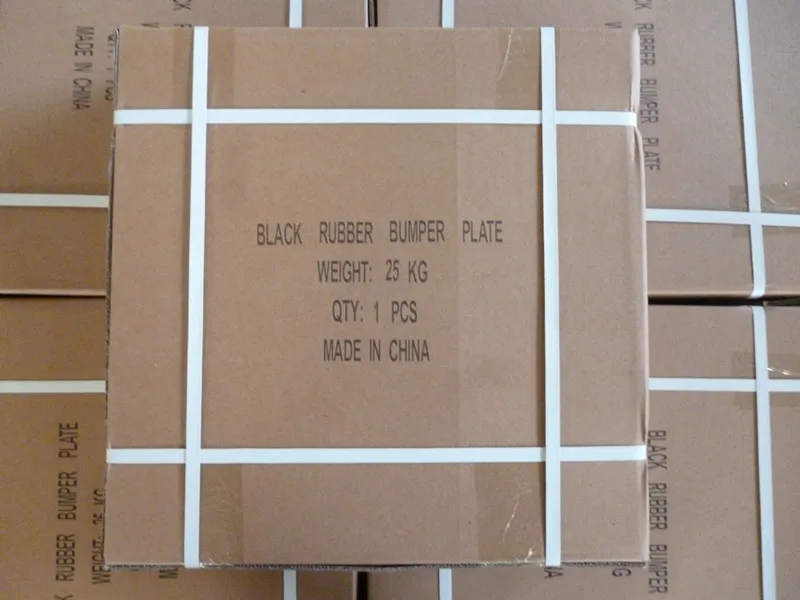 BLACK RUBBER BUMPER PLATE
WEIGHT: 25 KG
QTY: 1 PCS
MADE IN CHINA
MADE IN CHINA
RUBBER BUMPER PLATE
RUBBER BUMPER PLATE
BLACK RUBBER BUMPER